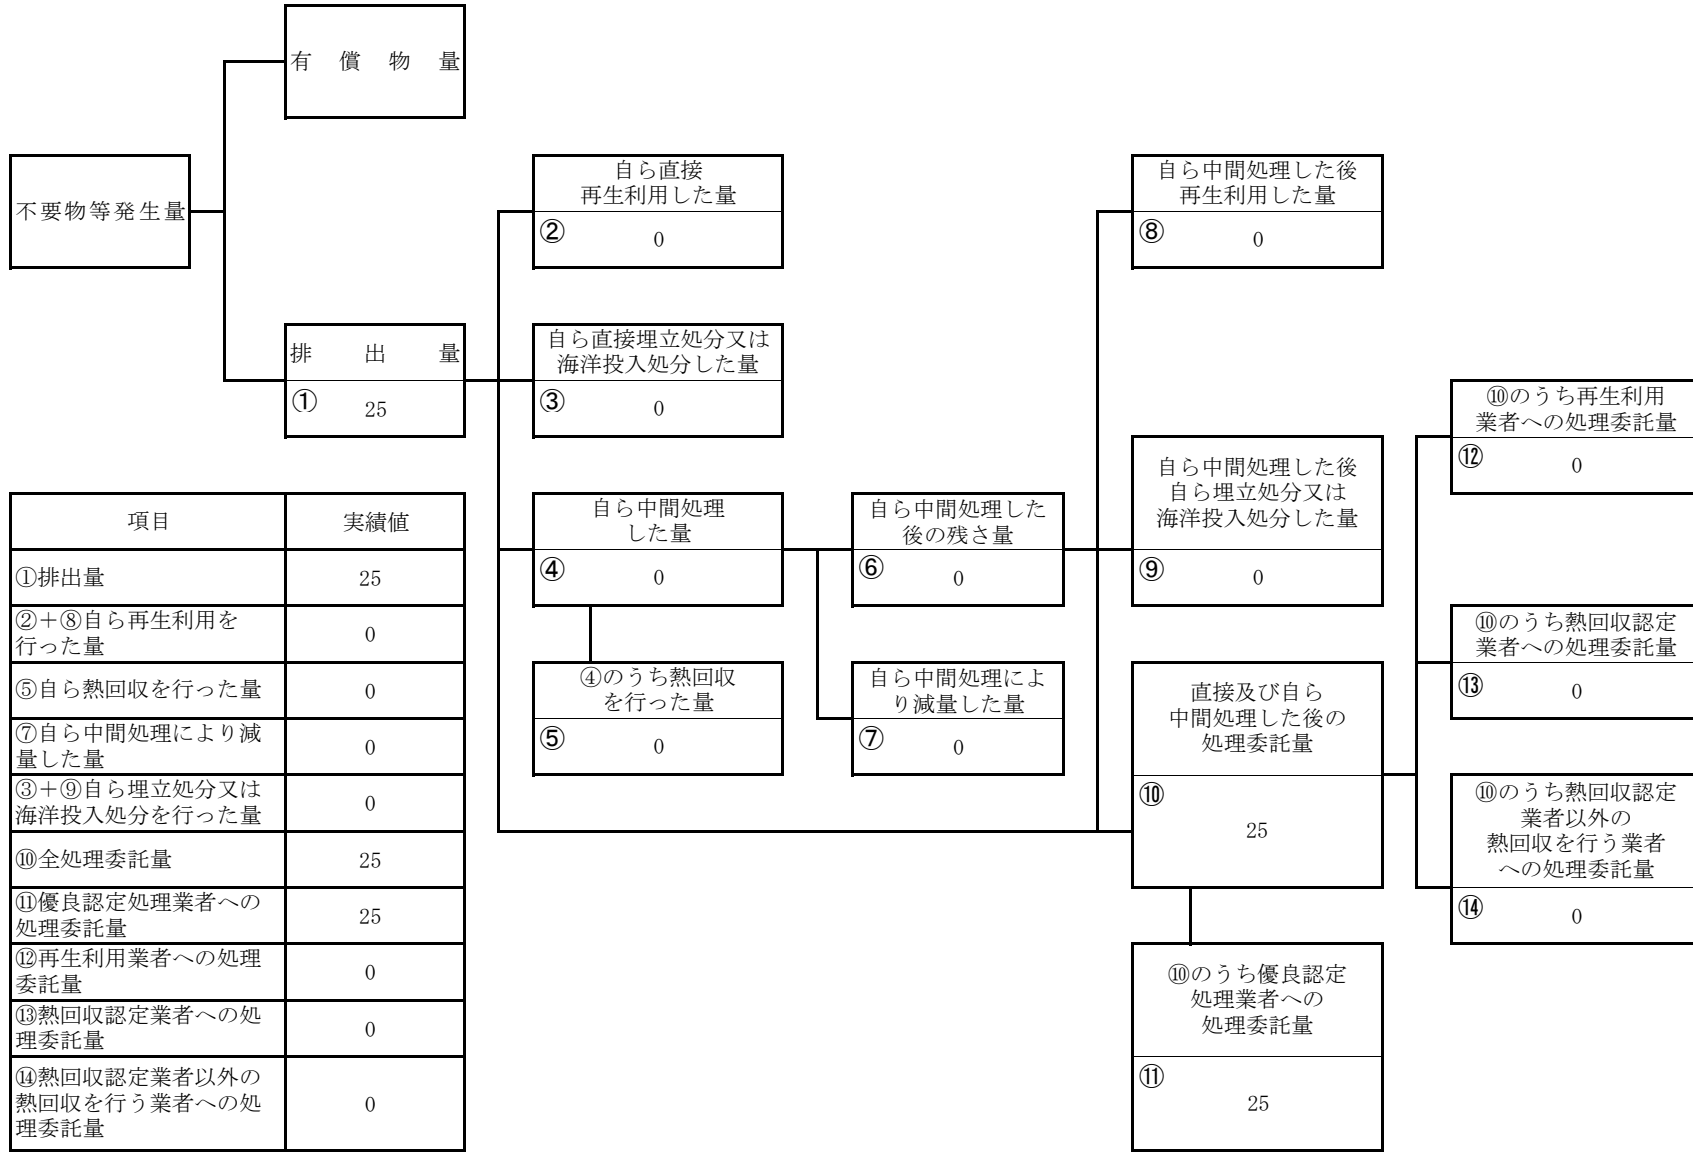 有償物量
不要物等発生量
排出量
① 25
自ら直接
再生利用した量
② 0
自ら直接埋立処分又は
海洋投入処分した量
③ 0
自ら中間処理
した量
④ 0
④のうち熱回収
を行った量
⑤ 0
自ら中間処理した
後の残さ量
⑥ 0
自ら中間処理によ
り減量した量
⑦ 0
自ら中間処理した後
再生利用した量
⑧ 0
自ら中間処理した後
自ら埋立処分又は
海洋投入処分した量
⑨ 0
直接及び自ら
中間処理した後の
処理委託量
⑩ 25
⑩のうち優良認定
処理業者への
処理委託量
⑪ 25
⑩のうち再生利用
業者への処理委託量
⑫ 0
⑩のうち熱回収認定
業者への処理委託量
⑬ 0
⑩のうち熱回収認定
業者以外の
熱回収を行う業者
への処理委託量
⑭ 0
項目 実績値
①排出量 25
②+⑧自ら再生利用を
行った量 0
⑤自ら熱回収を行った量 0
⑦自ら中間処理により減
量した量 0
③+⑨自ら埋立処分又は
海洋投入処分を行った量 0
⑩全処理委託量 25
⑪優良認定処理業者への
処理委託量 25
⑫再生利用業者への処理
委託量 0
⑬熱回収認定業者への処
理委託量 0
⑭熱回収認定業者以外の
熱回収を行う業者への処
理委託量 0